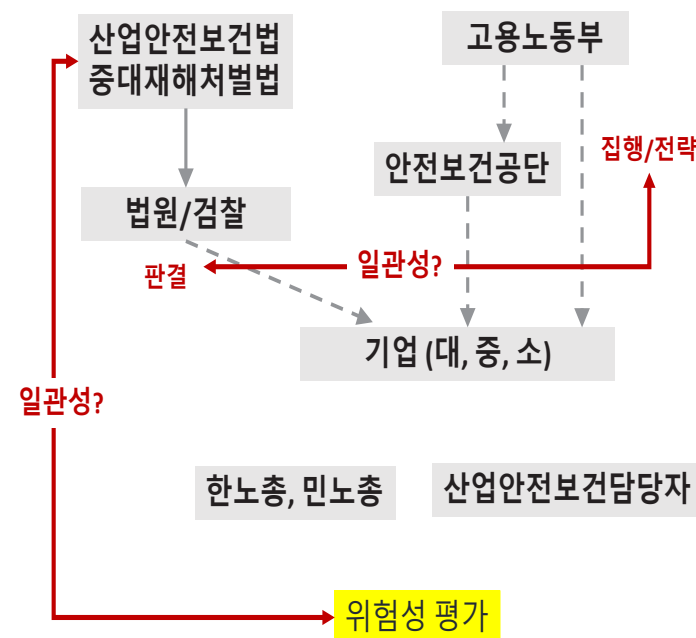 산업안전보건법
중대재해처벌법
고용노동부
집행/전략
안전보건공단
법원/검찰
판결
일관성?
기업 (대, 중, 소)
일관성?
한노총, 민노총
산업안전보건담당자
위험성 평가